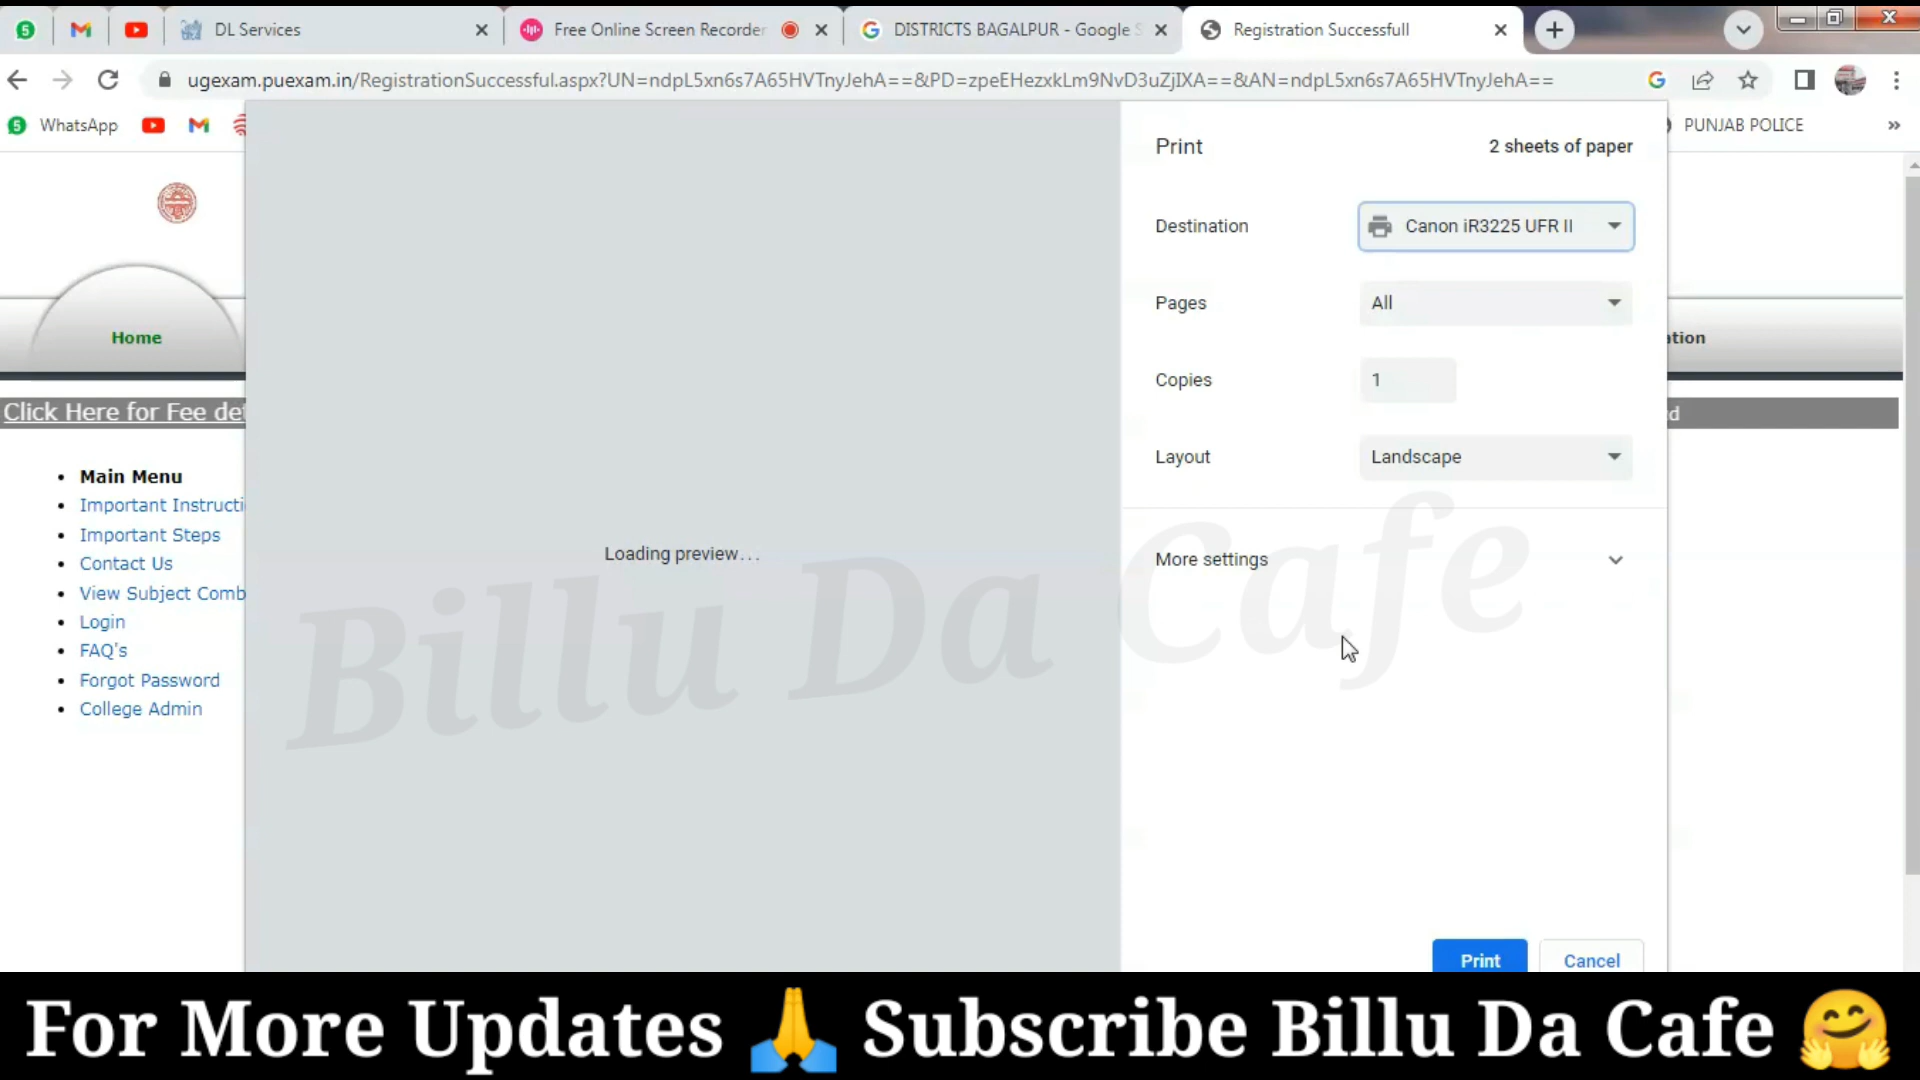 5
DL Services
Free Online Screen Recorder
DISTRICTS BAGALPUR - Google S
Registration Successfull
ugexam.puexam.in/RegistrationSuccessful.aspx?UN=ndpL5xn6s7A65HVTnyJehA==&PD=zpeEHezxkLm9NvD3uZjIXA==&AN=ndpL5xn6s7A65HVTnyJehA==
5 WhatsApp
PUNJAB POLICE
Print
2 sheets of paper
Destination
Canon iR3225 UFR II
Pages
All
Copies
1
Layout
Landscape
More settings
Loading preview...
Print
Cancel
Home
ation
Click Here for Fee det
d
Main Menu
Important Instructi
Important Steps
Contact Us
View Subject Comb
Login
FAQ's
Forgot Password
College Admin
Billu Da Cafe
For More Updates 🙏 Subscribe Billu Da Cafe 🤗